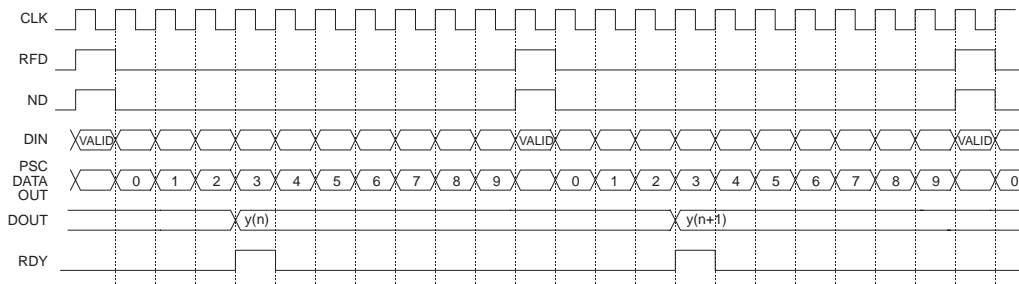 CLK
RFD
ND
DIN VALID VALID VALID
PSC
DATA
OUT 0 1 2 3 4 5 6 7 8 9 0 1 2 3 4 5 6 7 8 9 0
DOUT y(n) y(n+1)
RDY